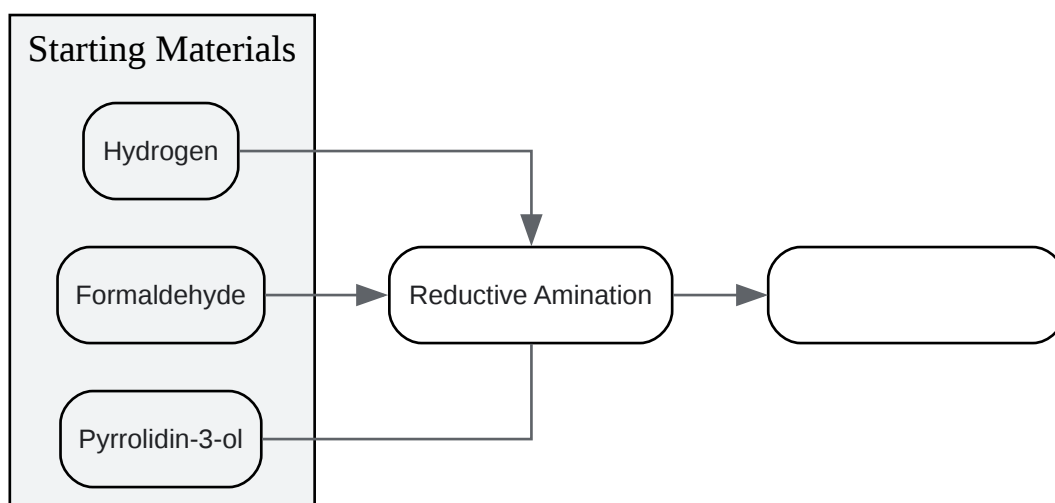 Starting Materials
Hydrogen
Formaldehyde
Reductive Amination
Pyrrolidin-3-ol